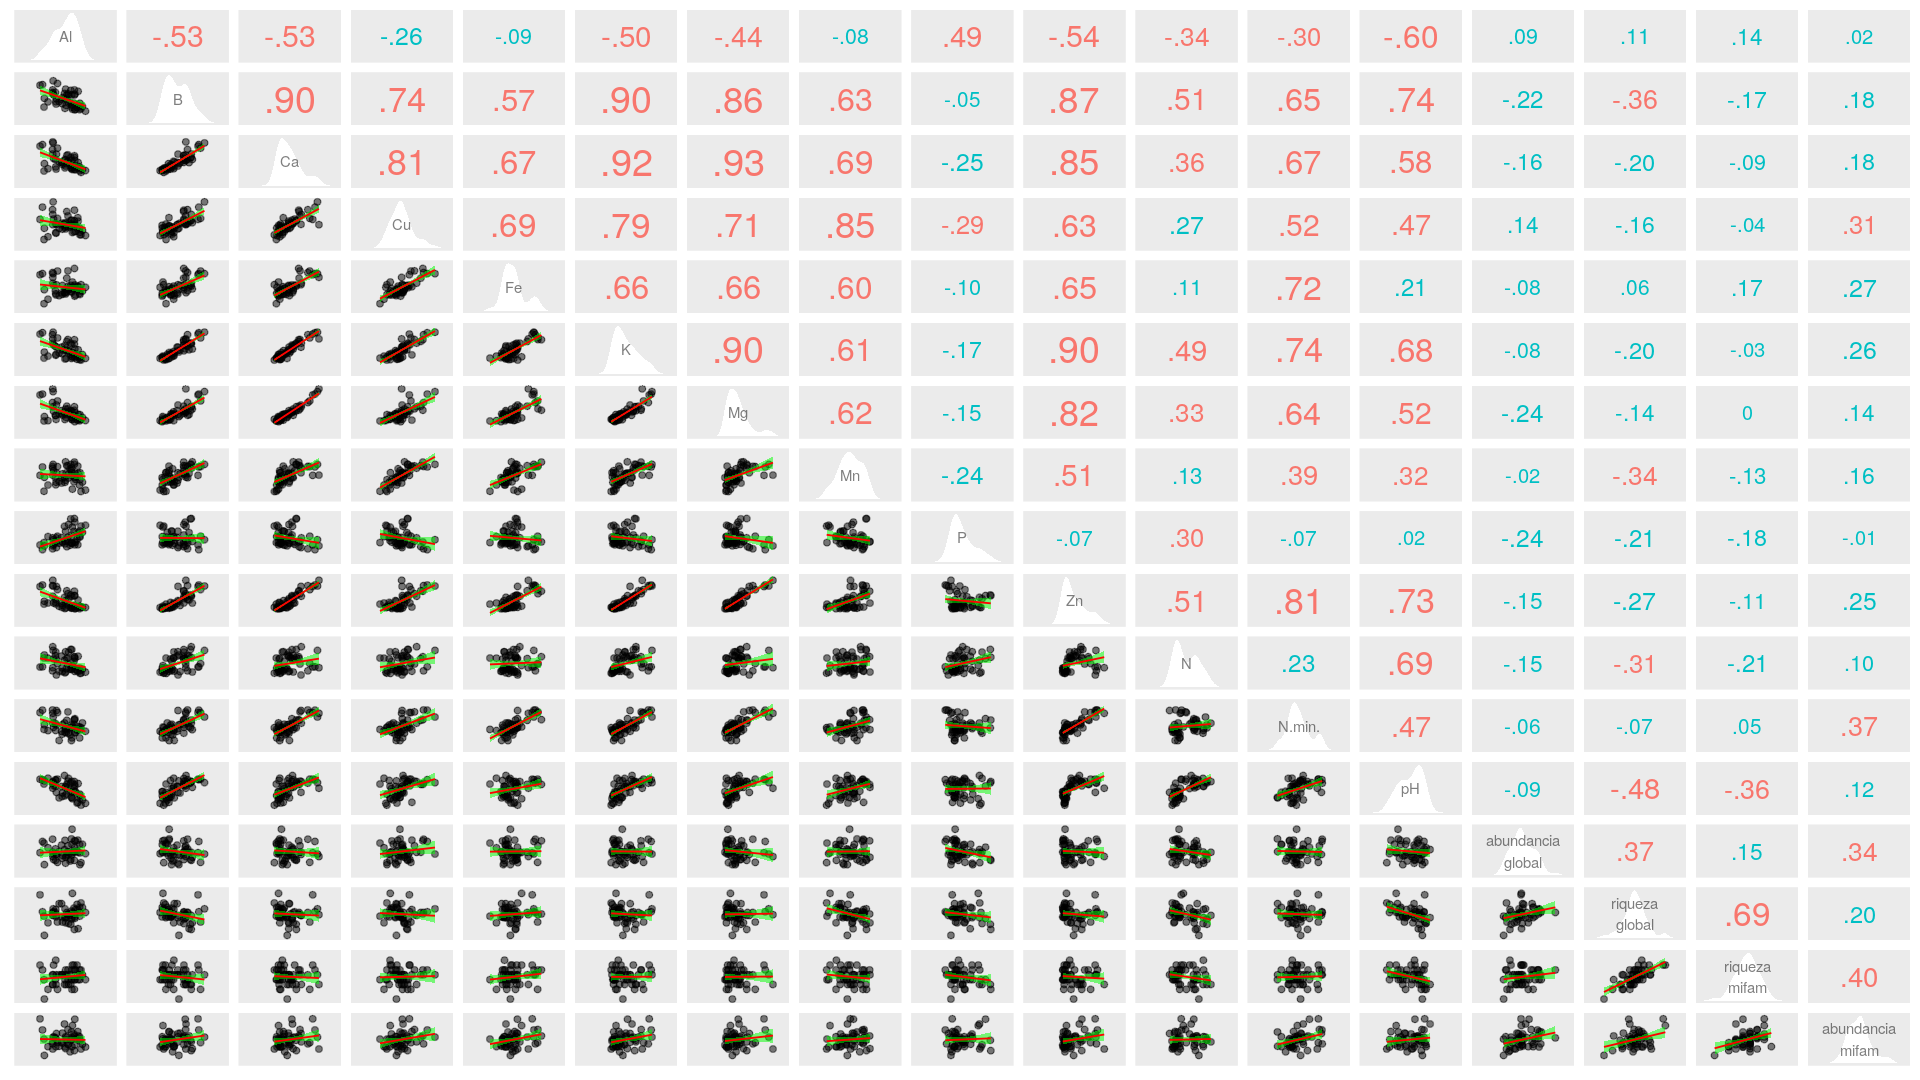 Al -.53 -.53 -.26 -.09 -.50 -.44 -.08 .49 -.54 -.34 -.30 -.60 .09 .11 .14 .02
B .90 .74 .57 .90 .86 .63 -.05 .87 .51 .65 .74 -.22 -.36 -.17 .18
Ca .81 .67 .92 .93 .69 -.25 .85 .36 .67 .58 -.16 -.20 -.09 .18
Cu .69 .79 .71 .85 -.29 .63 .27 .52 .47 .14 -.16 -.04 .31
Fe .66 .66 .60 -.10 .65 .11 .72 .21 -.08 .06 .17 .27
K .90 .61 -.17 .90 .49 .74 .68 -.08 -.20 -.03 .26
Mg .62 -.15 .82 .33 .64 .52 -.24 -.14 0 .14
Mn -.24 .51 .13 .39 .32 -.02 -.34 -.13 .16
P -.07 .30 -.07 .02 -.24 -.21 -.18 -.01
Zn .51 .81 .73 -.15 -.27 -.11 .25
N .23 .69 -.15 -.31 -.21 .10
N.min. .47 -.06 -.07 .05 .37
pH -.09 -.48 -.36 .12
abundancia
global .37 .15 .34
riqueza
global .69 .20
riqueza
mifam .40
abundancia
mifam